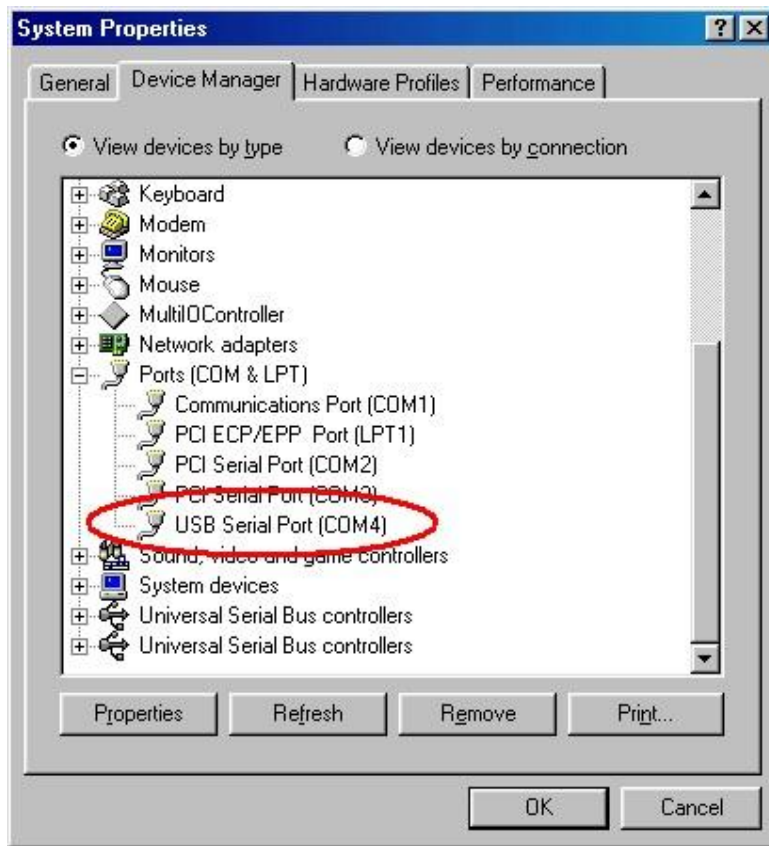 System Properties
General Device Manager Hardware Profiles Performance
View devices by type View devices by connection
Keyboard
Modem
Monitors
Mouse
MultiIOController
Network adapters
Ports (COM & LPT)
Communications Port (COM1)
PCI ECP/EPP Port (LPT1)
PCI Serial Port (COM2)
PCI Serial Port (COM3)
USB Serial Port (COM4)
Sound, video and game controllers
System devices
Universal Serial Bus controllers
Universal Serial Bus controllers
Properties Refresh Remove Print...
OK Cancel